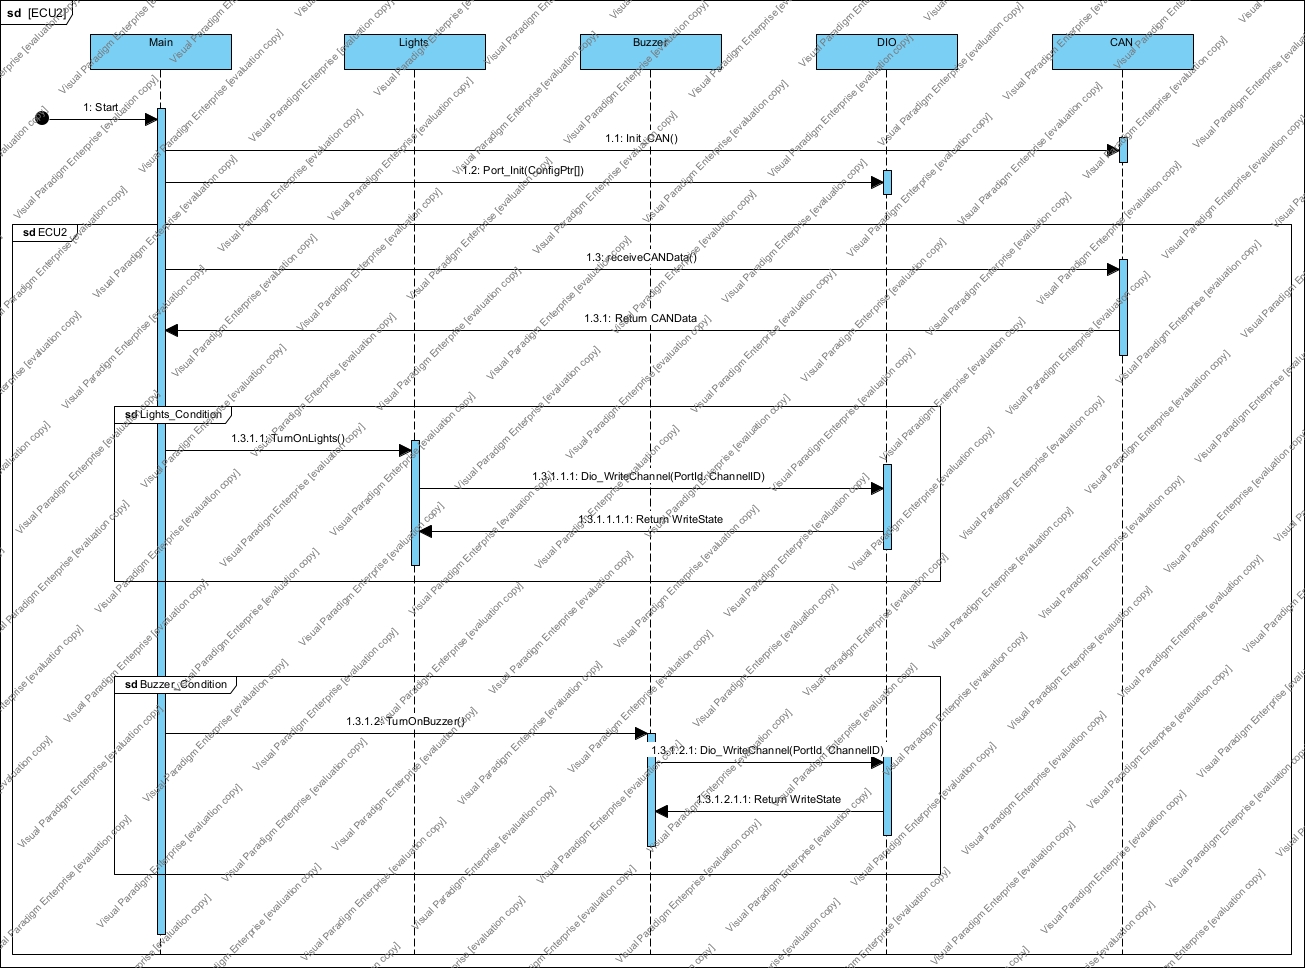 sd [ECU2]
Main
Lights
Buzzer
DIO
CAN
1: Start
1.1: Init_CAN()
1.2: Port_Init(ConfigPtr[])
sd ECU2
1.3: receiveCANData()
1.3.1: Return CANData
sd Lights_Condition
1.3.1.1: TurnOnLights()
1.3.1.1.1: Dio_WriteChannel(PortId, ChannelID)
1.3.1.1.1.1: Return WriteState
sd Buzzer_Condition
1.3.1.2: TurnOnBuzzer()
1.3.1.2.1: Dio_WriteChannel(PortId, ChannelID)
1.3.1.2.1.1: Return WriteState
Visual Paradigm Enterprise [evaluation copy]